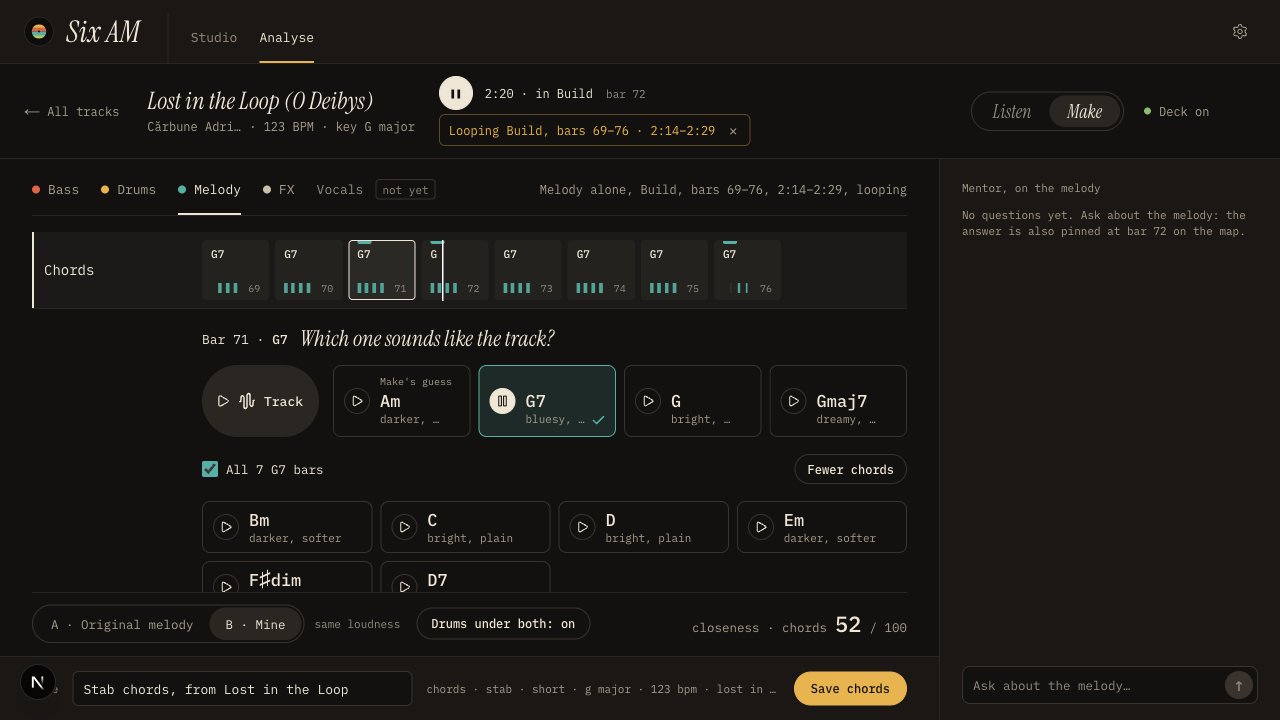 Six AM
Studio
Analyse
← All tracks
Lost in the Loop (O Deibys)
Cărbune Adri… · 123 BPM · key G major
2:20 · in Build bar 72
Looping Build, bars 69–76 · 2:14–2:29 ×
Listen
Make
Deck on
Bass
Drums
Melody
FX
Vocals
not yet
Melody alone, Build, bars 69–76, 2:14–2:29, looping
Chords
G7
69
G7
70
G7
71
G
72
G7
73
G7
74
G7
75
G7
76
Bar 71 · G7 Which one sounds like the track?
Track
Make's guess
Am
darker, …
G7
bluesy, …
G
bright, …
Gmaj7
dreamy, …
All 7 G7 bars
Fewer chords
Bm
darker, softer
C
bright, plain
D
bright, plain
Em
darker, softer
F♯dim
D7
A · Original melody
B · Mine
same loudness
Drums under both: on
closeness · chords 52 / 100
N
Stab chords, from Lost in the Loop
chords · stab · short · g major · 123 bpm · lost in …
Save chords
Mentor, on the melody
No questions yet. Ask about the melody: the
answer is also pinned at bar 72 on the map.
Ask about the melody…
↑